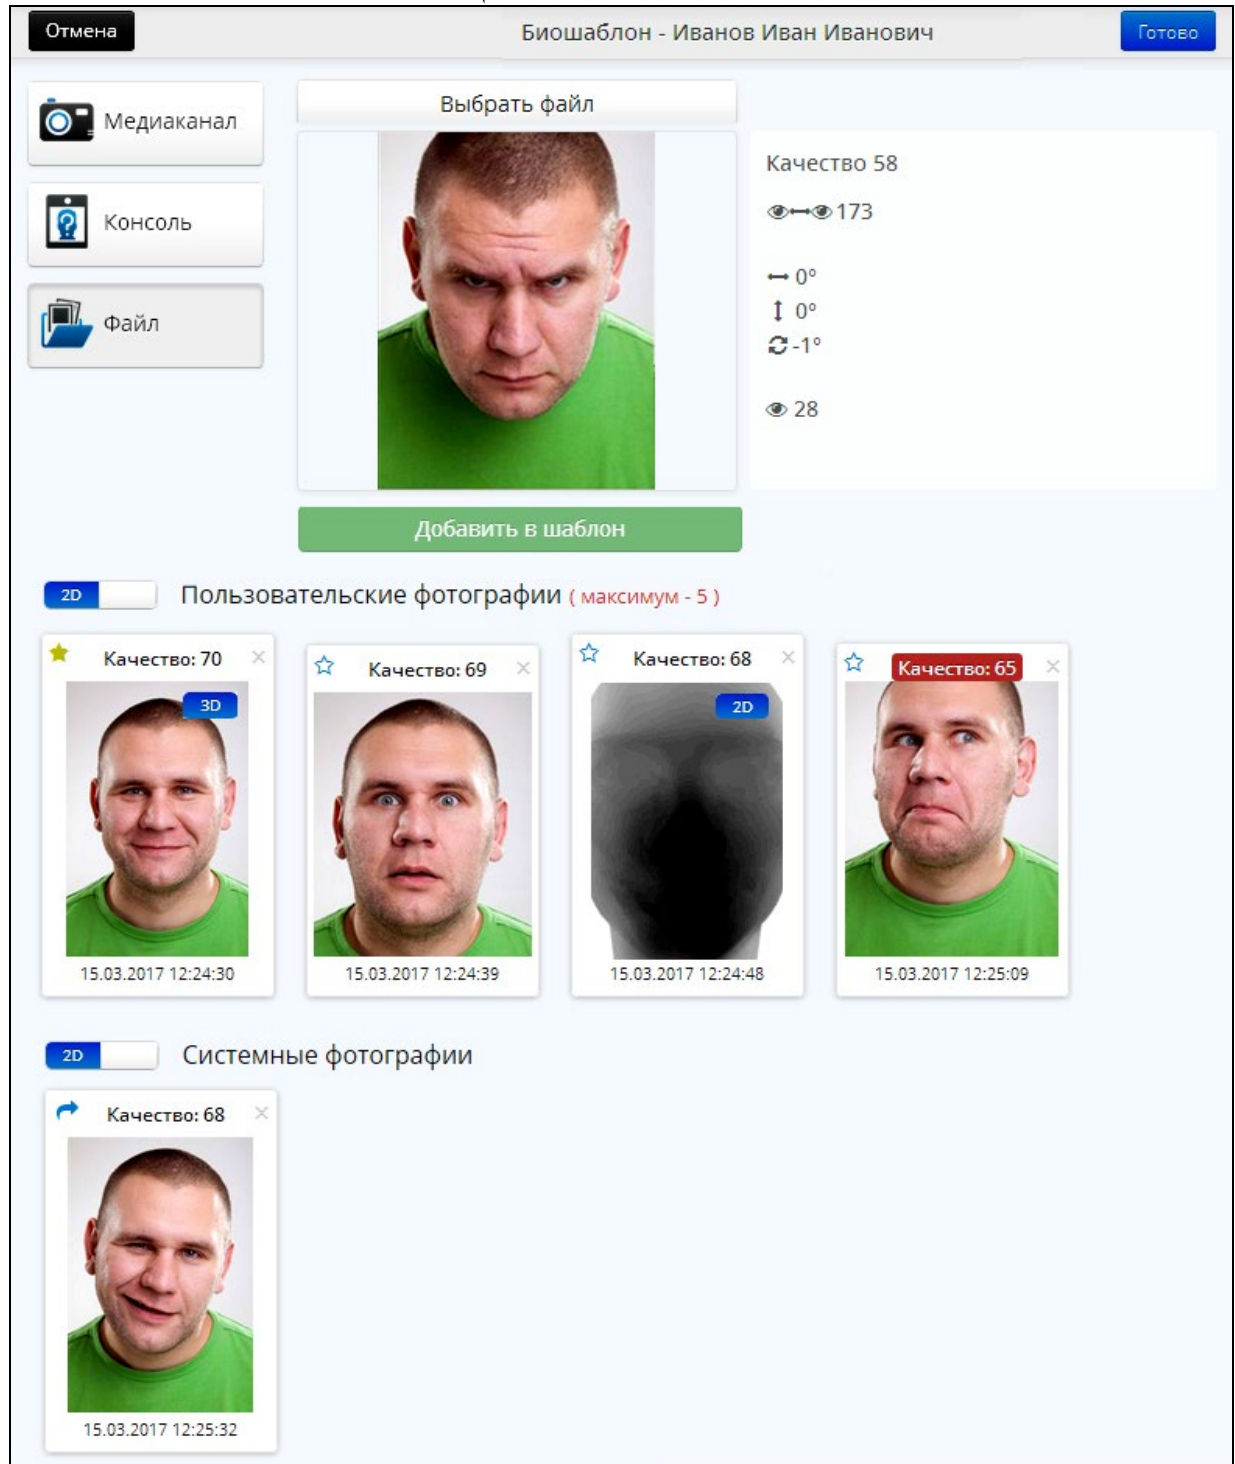 Отмена
Биошаблон - Иванов Иван Иванович
Готово
Медиаканал
Консоль
Файл
Выбрать файл
Качество 58
173
0°
0°
-1°
28
Добавить в шаблон
2D
Пользовательские фотографии ( максимум - 5 )
Качество: 70
3D
15.03.2017 12:24:30
Качество: 69
15.03.2017 12:24:39
Качество: 68
2D
15.03.2017 12:24:48
Качество: 65
15.03.2017 12:25:09
2D
Системные фотографии
Качество: 68
15.03.2017 12:25:32